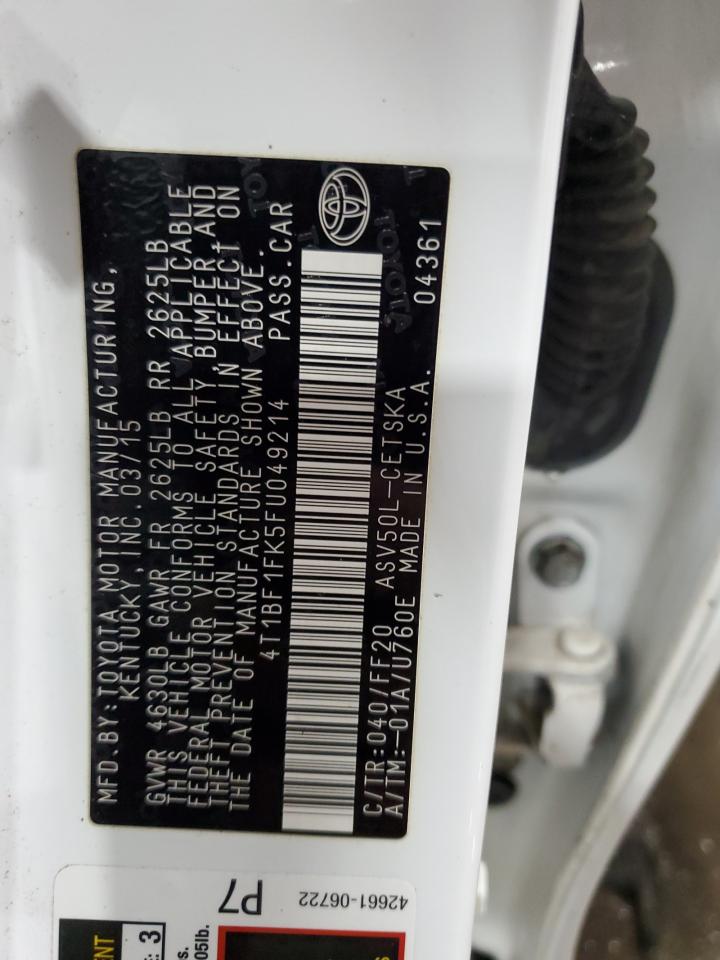 MFD.BY:TOYOTA MOTOR MANUFACTURING,
KENTUCKY,INC.03/15
GVWR 4630LB GAWR FR 2625LB RR 2625LB
THIS VEHICLE CONFORMS TO ALL APPLICABLE
FEDERAL MOTOR VEHICLE SAFETY,BUMPER,AND
THEFT PREVENTION STANDARDS IN EFFECT ON
THE DATE OF MANUFACTURE SHOWN ABOVE.
4T1BF1FK5FU049214 PASS.CAR
C/TR:040/FF20 ASV50L-CETSKA
A/TM:-01A/U760E MADE IN U.S.A. 04361
P7
42661-06722
3
05lb.